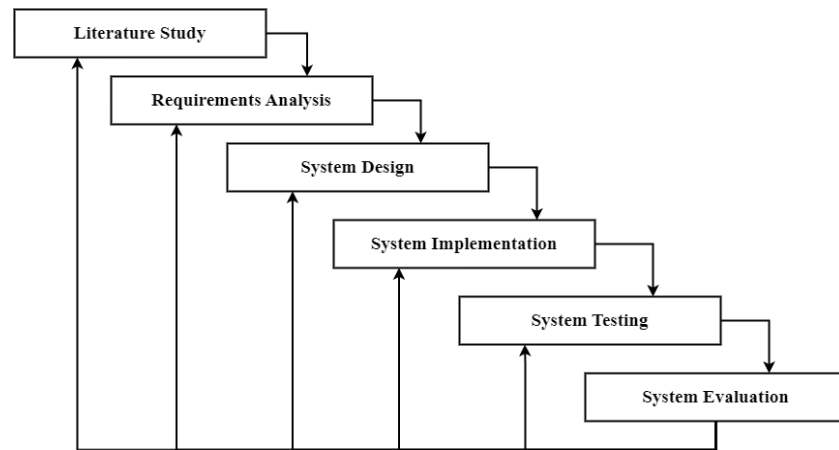 Literature Study
Requirements Analysis
System Design
System Implementation
System Testing
System Evaluation